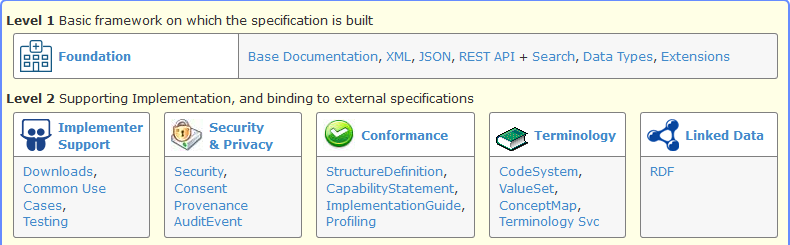 Level 1 Basic framework on which the specification is built
Foundation
Base Documentation, XML, JSON, REST API + Search, Data Types, Extensions
Level 2 Supporting Implementation, and binding to external specifications
Implementer
Support
Downloads,
Common Use
Cases,
Testing
Security
& Privacy
Security,
Consent
Provenance
AuditEvent
Conformance
StructureDefinition,
CapabilityStatement,
ImplementationGuide,
Profiling
Terminology
CodeSystem,
ValueSet,
ConceptMap,
Terminology Svc
Linked Data
RDF